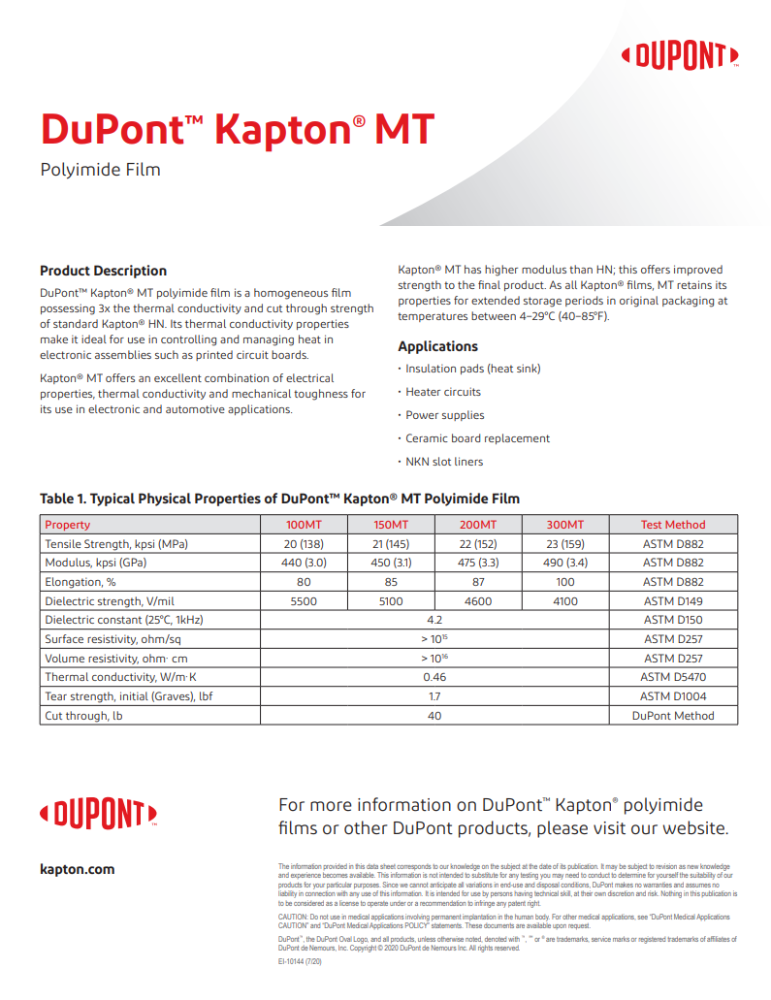 DUPONT™
DuPont™ Kapton® MT
Polyimide Film
Product Description
DuPont™ Kapton® MT polyimide film is a homogeneous film
possessing 3x the thermal conductivity and cut through strength
of standard Kapton® HN. Its thermal conductivity properties
make it ideal for use in controlling and managing heat in
electronic assemblies such as printed circuit boards.
Kapton® MT offers an excellent combination of electrical
properties, thermal conductivity and mechanical toughness for
its use in electronic and automotive applications.
Kapton® MT has higher modulus than HN; this offers improved
strength to the final product. As all Kapton® films, MT retains its
properties for extended storage periods in original packaging at
temperatures between 4–29°C (40–85°F).
Applications
• Insulation pads (heat sink)
• Heater circuits
• Power supplies
• Ceramic board replacement
• NKN slot liners
Table 1. Typical Physical Properties of DuPont™ Kapton® MT Polyimide Film
Property 100MT 150MT 200MT 300MT Test Method
Tensile Strength, kpsi (MPa) 20 (138) 21 (145) 22 (152) 23 (159) ASTM D882
Modulus, kpsi (GPa) 440 (3.0) 450 (3.1) 475 (3.3) 490 (3.4) ASTM D882
Elongation, % 80 85 87 100 ASTM D882
Dielectric strength, V/mil 5500 5100 4600 4100 ASTM D149
Dielectric constant (25°C, 1kHz) 4.2 ASTM D150
Surface resistivity, ohm/sq > 10¹⁵ ASTM D257
Volume resistivity, ohm· cm > 10¹⁶ ASTM D257
Thermal conductivity, W/m·K 0.46 ASTM D5470
Tear strength, initial (Graves), lbf 1.7 ASTM D1004
Cut through, lb 40 DuPont Method
DUPONT™
kapton.com
For more information on DuPont™ Kapton® polyimide
films or other DuPont products, please visit our website.
The information provided in this data sheet corresponds to our knowledge on the subject at the date of its publication. It may be subject to revision as new knowledge
and experience becomes available. This information is not intended to substitute for any testing you may need to conduct to determine for yourself the suitability of our
products for your particular purposes. Since we cannot anticipate all variations in end-use and disposal conditions, DuPont makes no warranties and assumes no
liability in connection with any use of this information. It is intended for use by persons having technical skill, at their own discretion and risk. Nothing in this publication is
to be considered as a license to operate under or a recommendation to infringe any patent right.
CAUTION: Do not use in medical applications involving permanent implantation in the human body. For other medical applications, see “DuPont Medical Applications
CAUTION” and “DuPont Medical Applications POLICY” statements. These documents are available upon request.
DuPont™, the DuPont Oval Logo, and all products, unless otherwise noted, denoted with ™, ℠ or ® are trademarks, service marks or registered trademarks of affiliates of
DuPont de Nemours, Inc. Copyright © 2020 DuPont de Nemours Inc. All rights reserved.
EI-10144 (7/20)